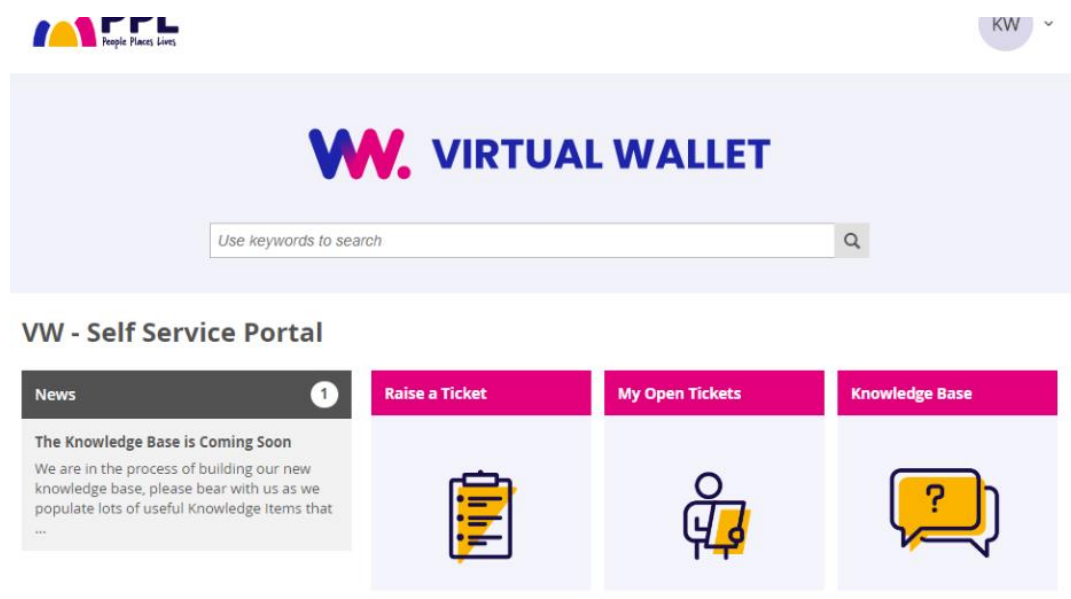 PPL
People Places Lives
KW
VW. VIRTUAL WALLET
Use keywords to search
VW - Self Service Portal
News 1
The Knowledge Base is Coming Soon
We are in the process of building our new
knowledge base, please bear with us as we
populate lots of useful Knowledge Items that
...
Raise a Ticket
My Open Tickets
Knowledge Base
?